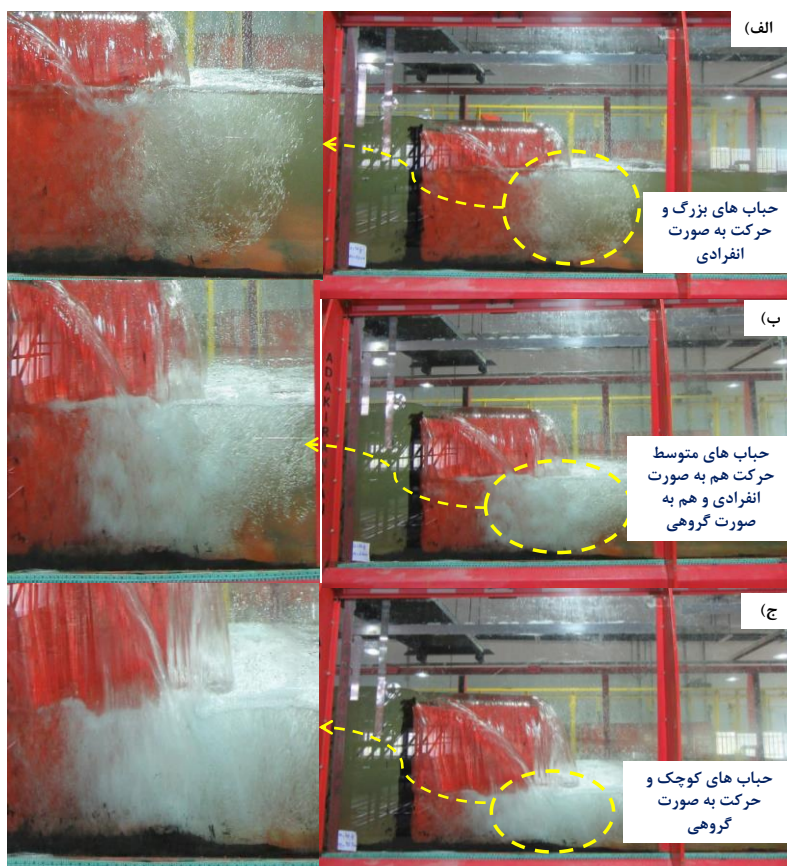 الف)
حباب های بزرگ و
حرکت به صورت
انفرادی
ب)
ADAKIR
حباب های متوسط
حرکت هم به صورت
انفرادی و هم به
صورت گروهی
ج)
حباب های کوچک و
حرکت به صورت
گروهی